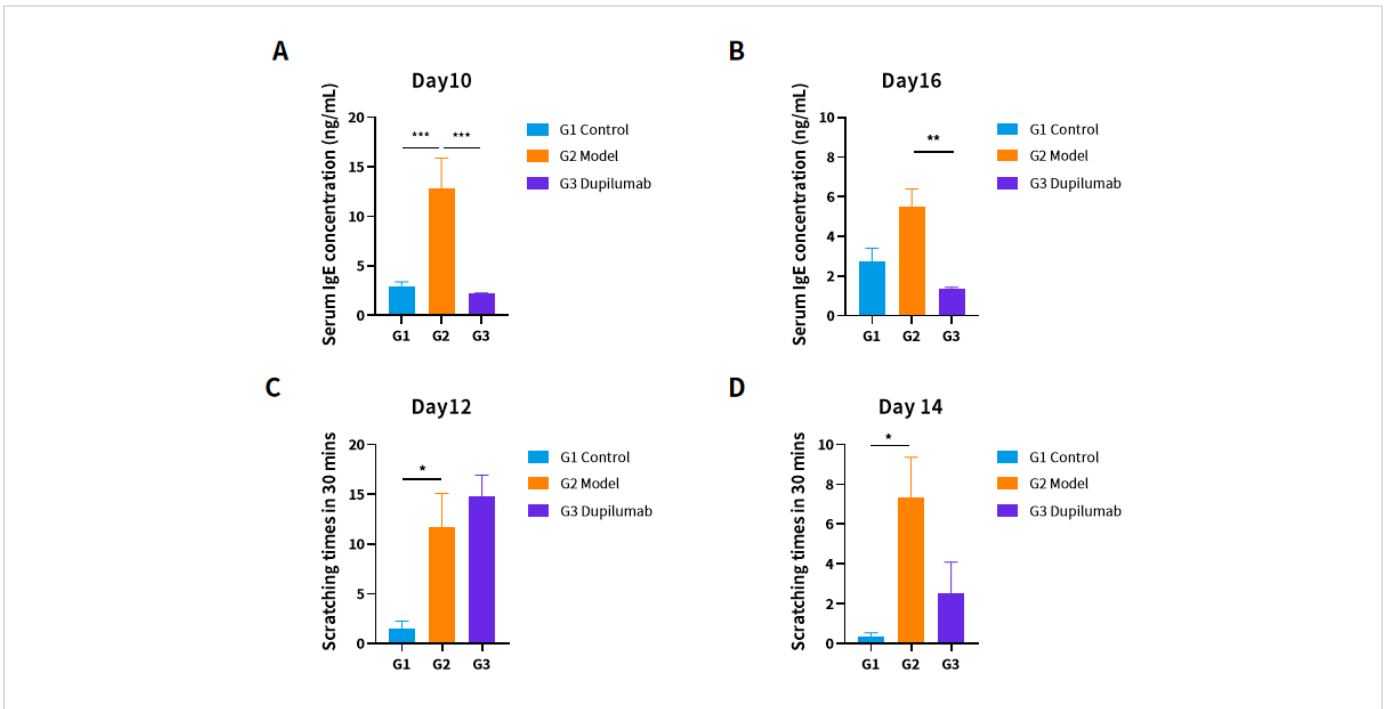 A
Day10
Serum IgE concentration (ng/mL)
20
15
10
5
0
*** ***
G1 G2 G3
G1 Control
G2 Model
G3 Dupilumab
B
Day16
Serum IgE concentration (ng/mL)
10
8
6
4
2
0
**
G1 G2 G3
G1 Control
G2 Model
G3 Dupilumab
C
Day12
Scratching times in 30 mins
20
15
10
5
0
*
G1 G2 G3
G1 Control
G2 Model
G3 Dupilumab
D
Day 14
Scratching times in 30 mins
10
8
6
4
2
0
*
G1 G2 G3
G1 Control
G2 Model
G3 Dupilumab